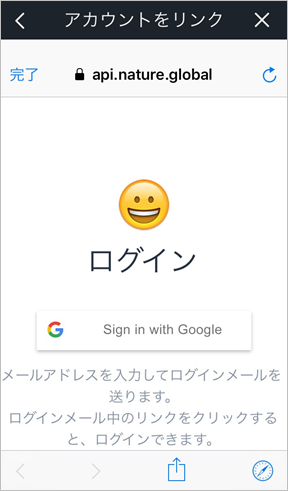 アカウントをリンク
完了 api.nature.global
ログイン
Sign in with Google
メールアドレスを入力してログインメールを
送ります。
ログインメール中のリンクをクリックする
と、ログインできます。